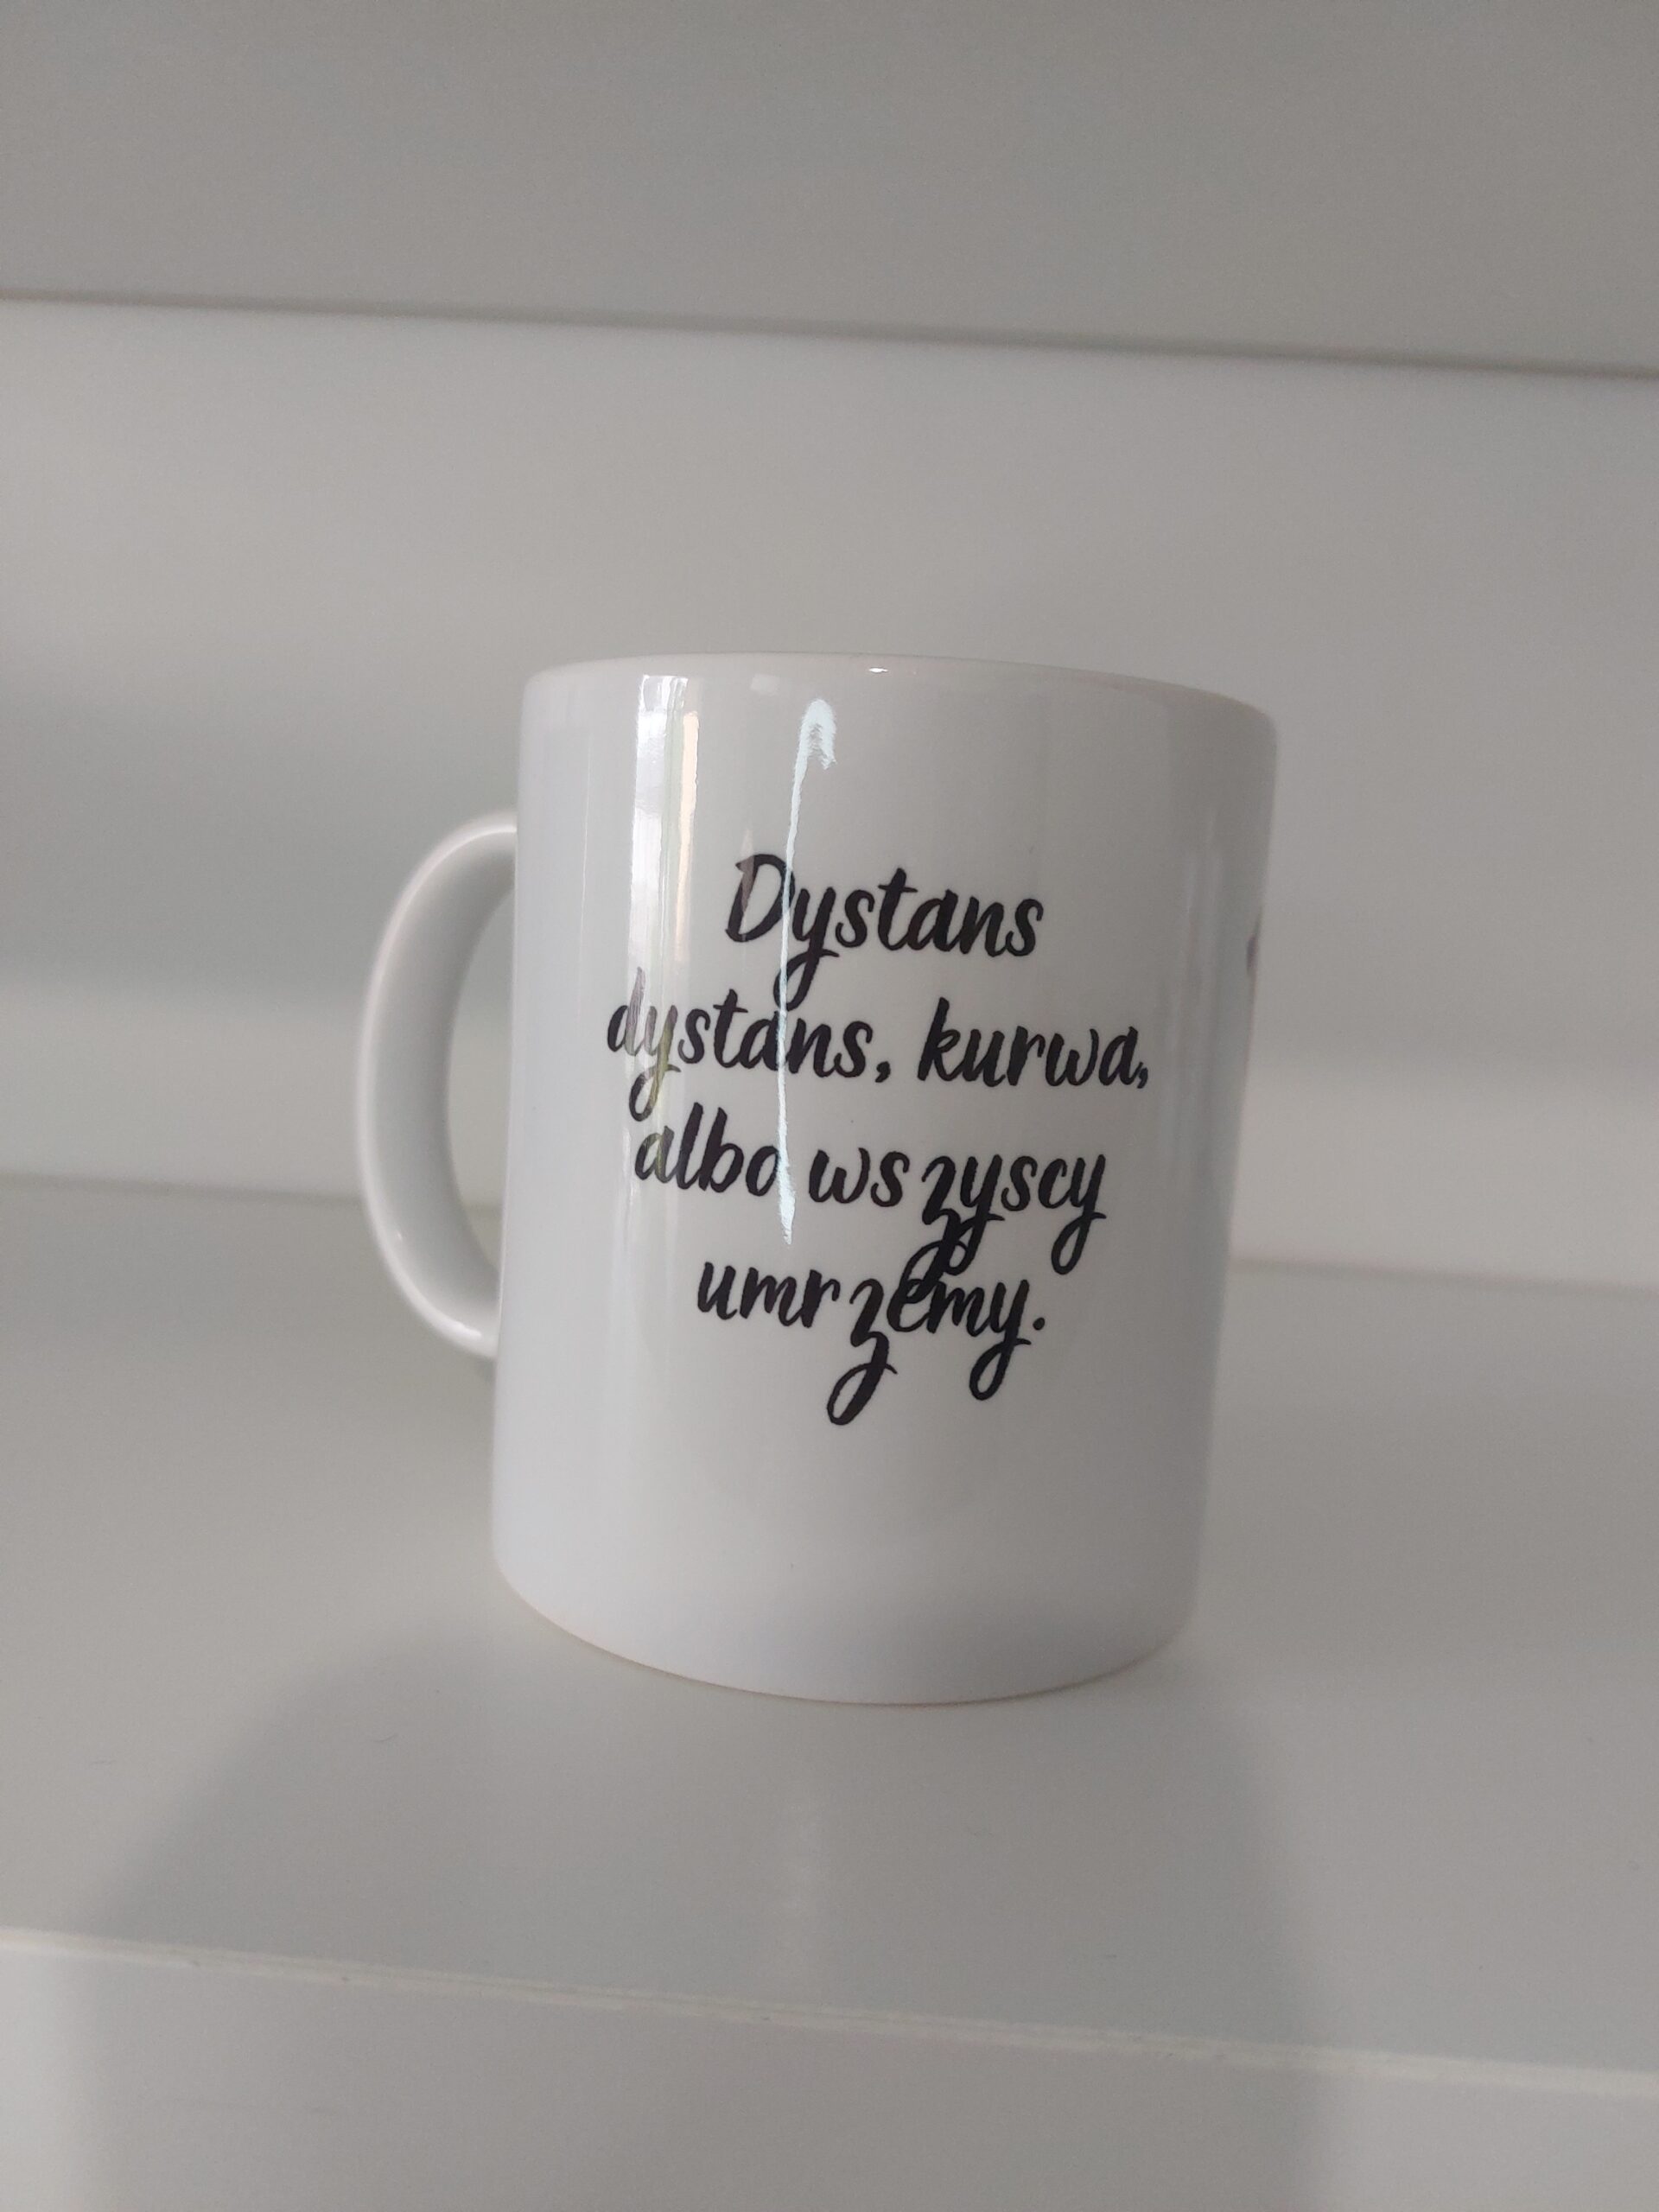 Dystans
dystans, kurwa,
albo wszyscy
umrzemy.